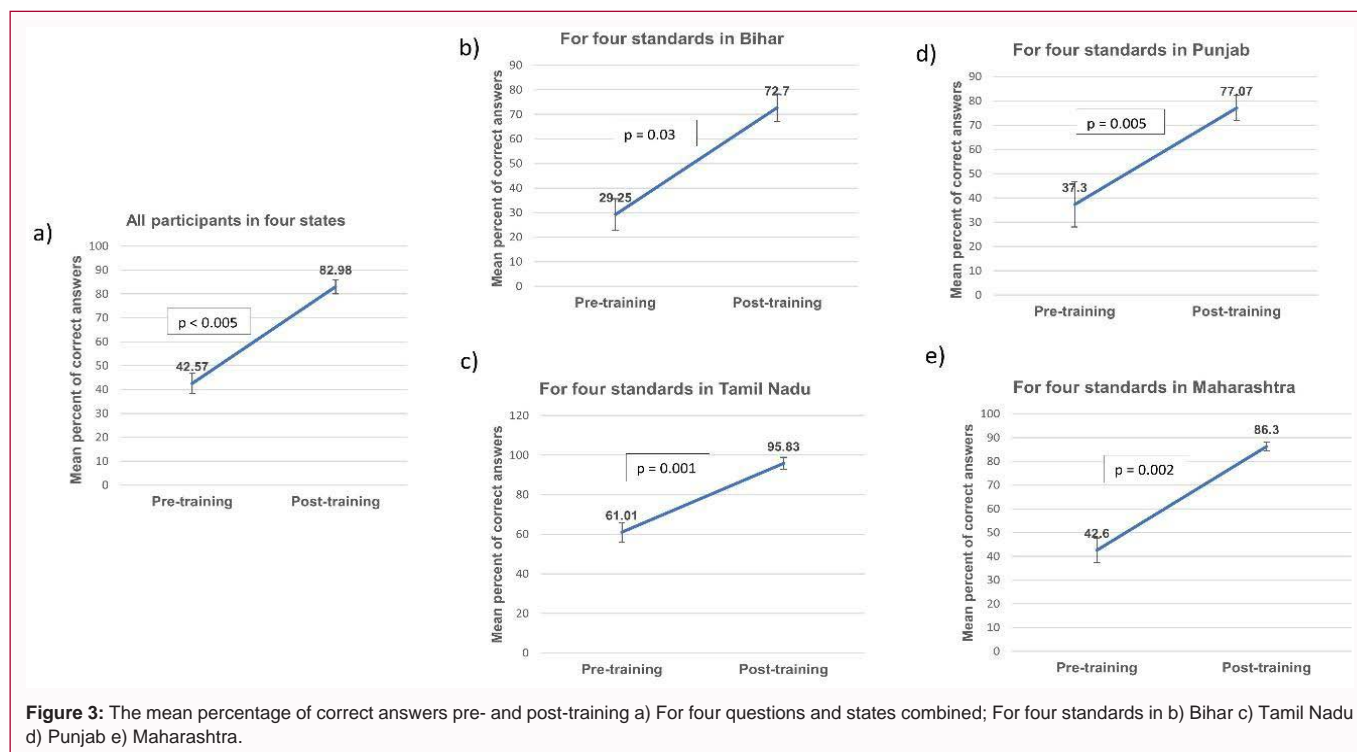 a)
All participants in four states
Mean percent of correct answers
100
90
80
70
60
50
40
30
20
10
0
82.98
p < 0.005
42.57
Pre-training Post-training
b)
For four standards in Bihar
Mean percent of correct answers
90
80
70
60
50
40
30
20
10
0
72.7
p = 0.03
29.25
Pre-training Post-training
c)
For four standards in Tamil Nadu
Mean percent of correct answers
120
100
80
60
40
20
0
95.83
p = 0.001
61.01
Pre-training Post-training
d)
For four standards in Punjab
Mean percent of correct answers
90
80
70
60
50
40
30
20
10
0
77.07
p = 0.005
37.3
Pre-training Post-training
e)
For four standards in Maharashtra
Mean percent of correct answers
100
90
80
70
60
50
40
30
20
10
0
86.3
p = 0.002
42.6
Pre-training Post-training
Figure 3: The mean percentage of correct answers pre- and post-training a) For four questions and states combined; For four standards in b) Bihar c) Tamil Nadu
d) Punjab e) Maharashtra.